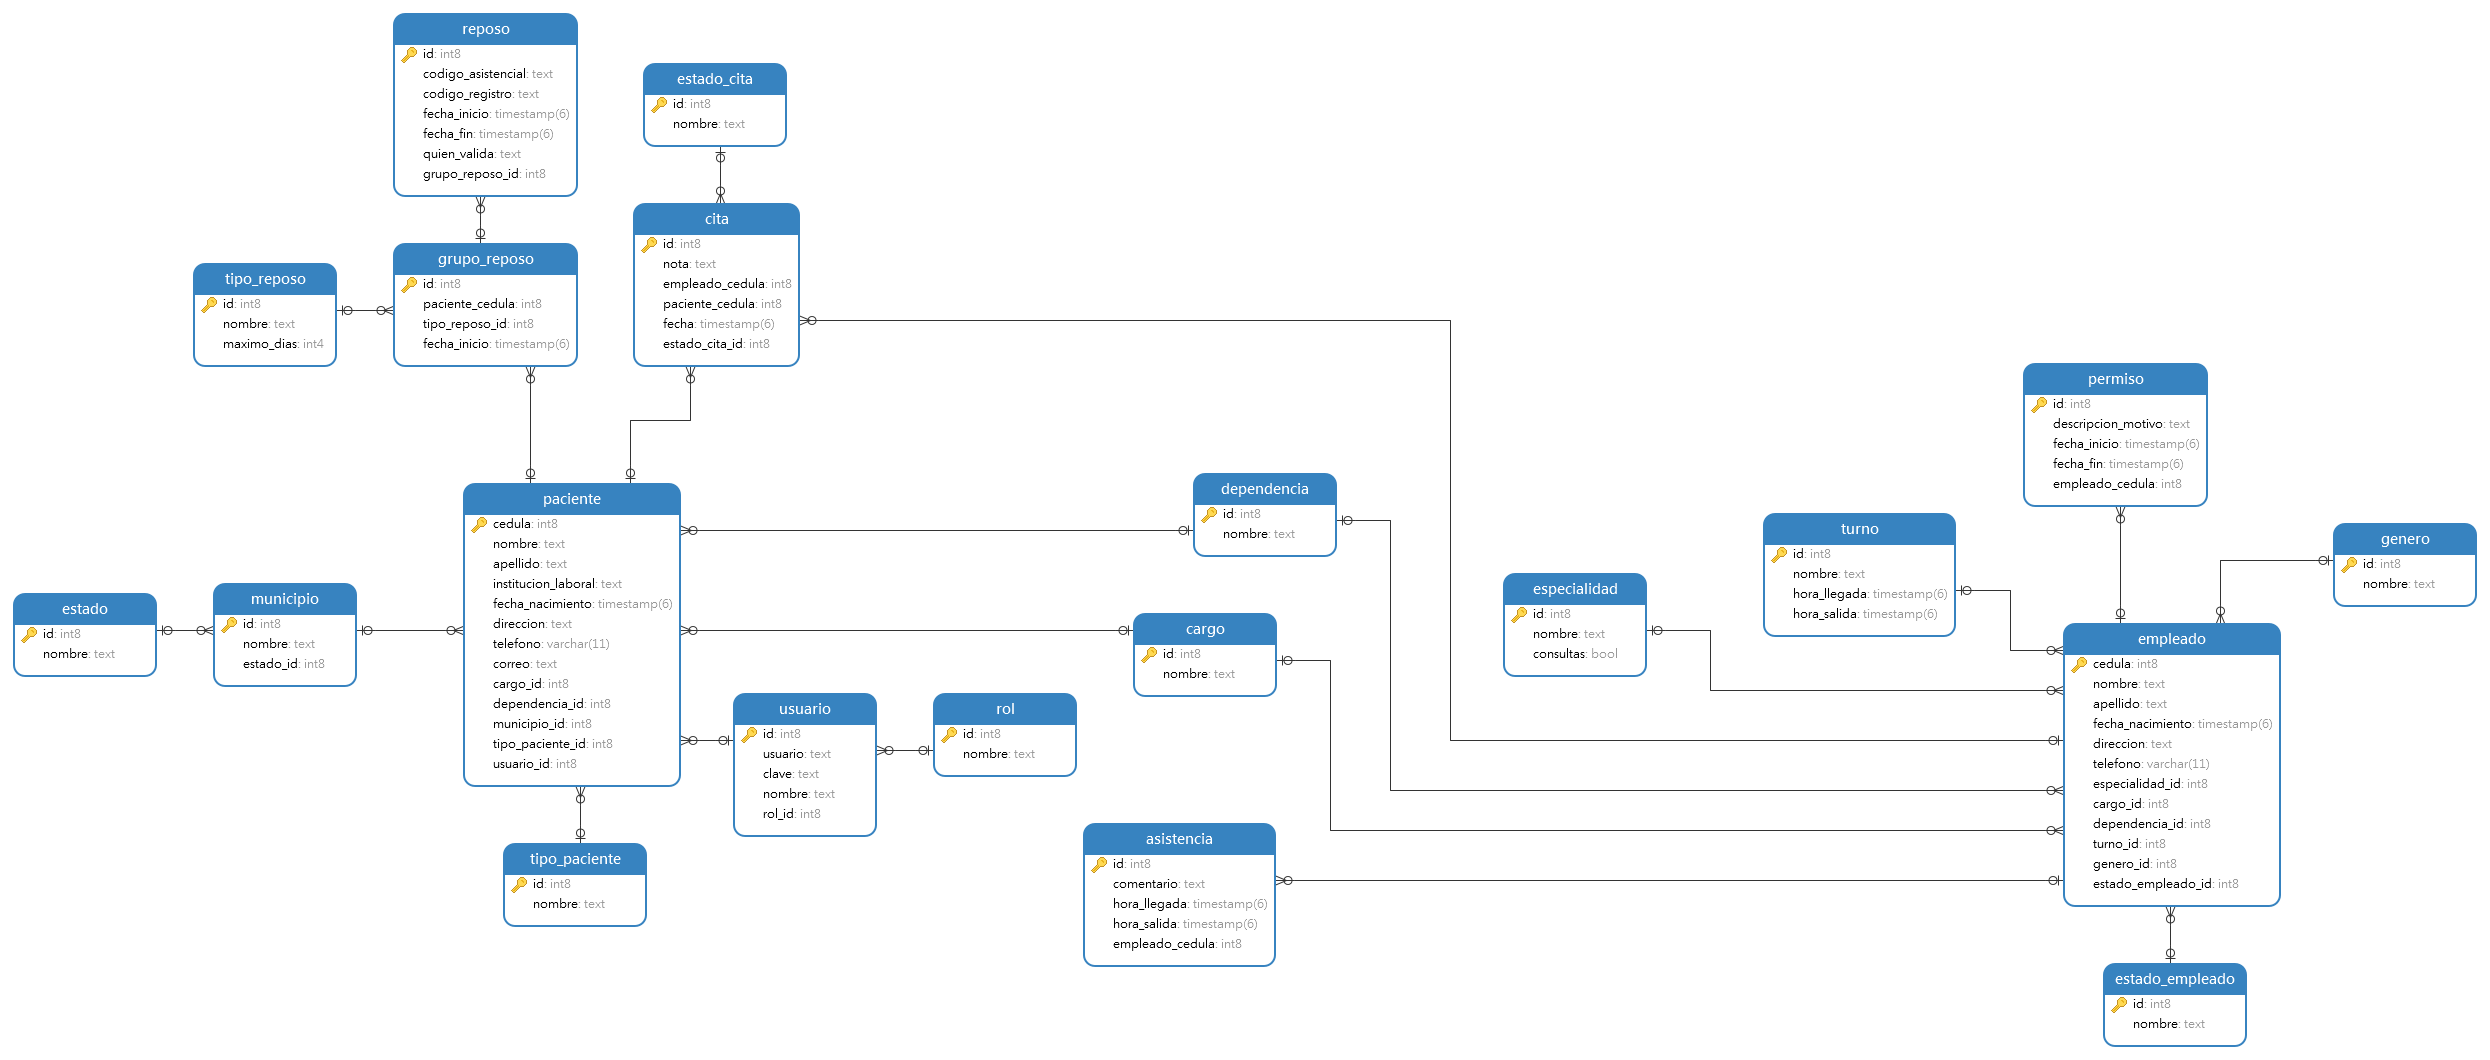 reposo
id: int8
codigo_asistencial: text
codigo_registro: text
fecha_inicio: timestamp(6)
fecha_fin: timestamp(6)
quien_valida: text
grupo_reposo_id: int8
estado_cita
id: int8
nombre: text
cita
id: int8
nota: text
empleado_cedula: int8
paciente_cedula: int8
fecha: timestamp(6)
estado_cita_id: int8
grupo_reposo
id: int8
paciente_cedula: int8
tipo_reposo_id: int8
fecha_inicio: timestamp(6)
tipo_reposo
id: int8
nombre: text
maximo_dias: int4
permiso
id: int8
descripcion_motivo: text
fecha_inicio: timestamp(6)
fecha_fin: timestamp(6)
empleado_cedula: int8
paciente
cedula: int8
nombre: text
apellido: text
institucion_laboral: text
fecha_nacimiento: timestamp(6)
direccion: text
telefono: varchar(11)
correo: text
cargo_id: int8
dependencia_id: int8
municipio_id: int8
tipo_paciente_id: int8
usuario_id: int8
dependencia
id: int8
nombre: text
turno
id: int8
nombre: text
hora_llegada: timestamp(6)
hora_salida: timestamp(6)
genero
id: int8
nombre: text
especialidad
id: int8
nombre: text
consultas: bool
estado
id: int8
nombre: text
municipio
id: int8
nombre: text
estado_id: int8
cargo
id: int8
nombre: text
empleado
cedula: int8
nombre: text
apellido: text
fecha_nacimiento: timestamp(6)
direccion: text
telefono: varchar(11)
especialidad_id: int8
cargo_id: int8
dependencia_id: int8
turno_id: int8
genero_id: int8
estado_empleado_id: int8
usuario
id: int8
usuario: text
clave: text
nombre: text
rol_id: int8
rol
id: int8
nombre: text
asistencia
id: int8
comentario: text
hora_llegada: timestamp(6)
hora_salida: timestamp(6)
empleado_cedula: int8
tipo_paciente
id: int8
nombre: text
estado_empleado
id: int8
nombre: text